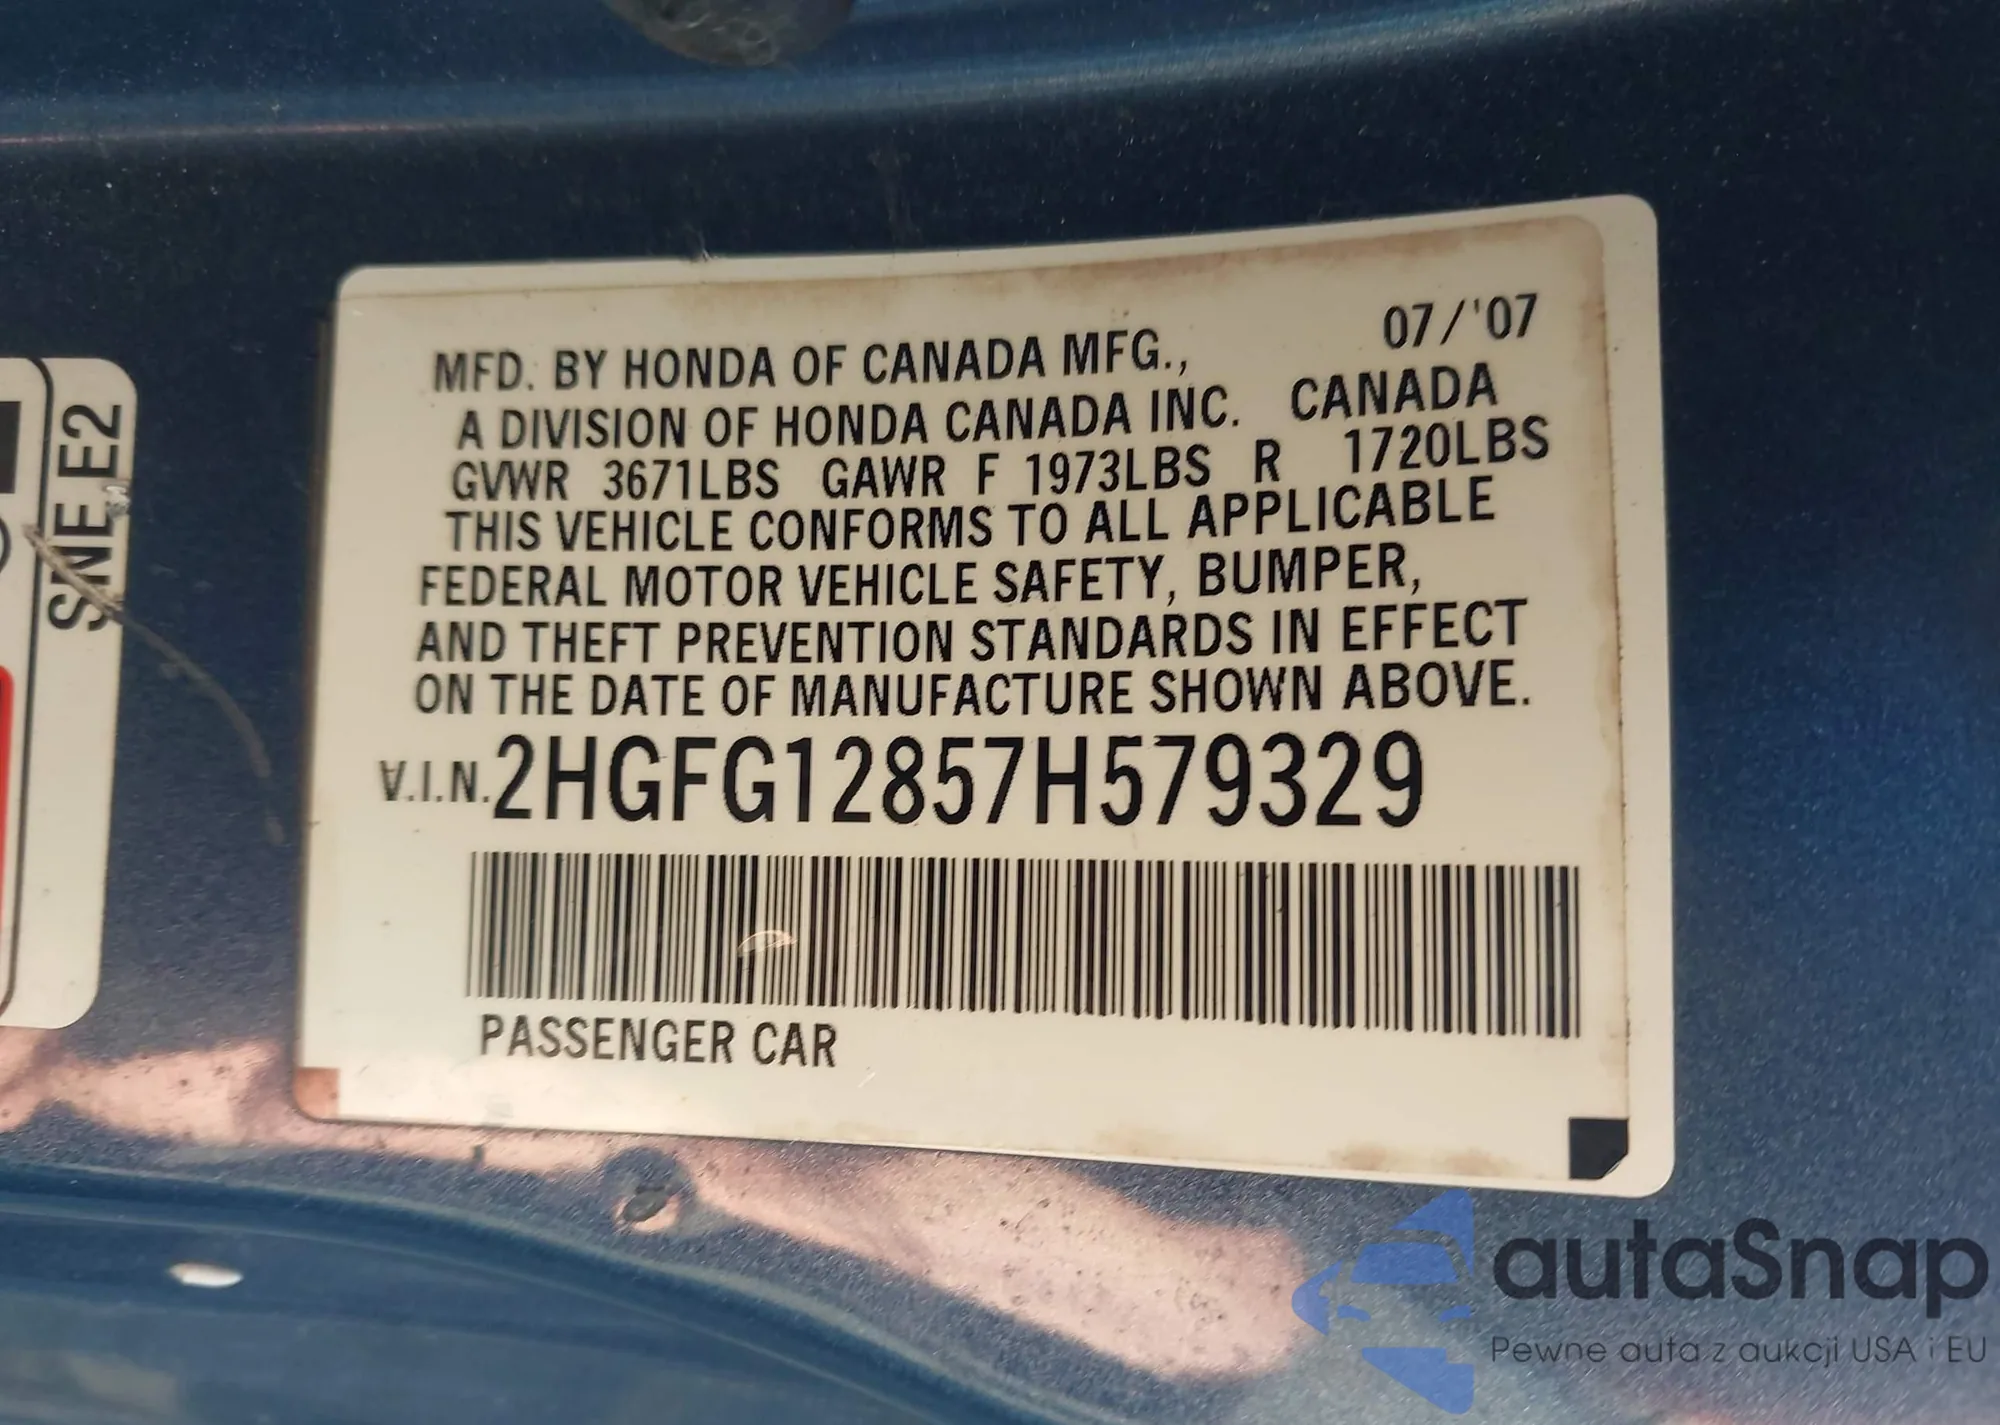 07/'07
MFD. BY HONDA OF CANADA MFG.,
A DIVISION OF HONDA CANADA INC. CANADA
GVWR 3671LBS GAWR F 1973LBS R 1720LBS
THIS VEHICLE CONFORMS TO ALL APPLICABLE
FEDERAL MOTOR VEHICLE SAFETY, BUMPER,
AND THEFT PREVENTION STANDARDS IN EFFECT
ON THE DATE OF MANUFACTURE SHOWN ABOVE.
V.I.N.2HGFG12857H579329
PASSENGER CAR
SNE E2
autaSnap
Pewne auta z aukcji USA i EU